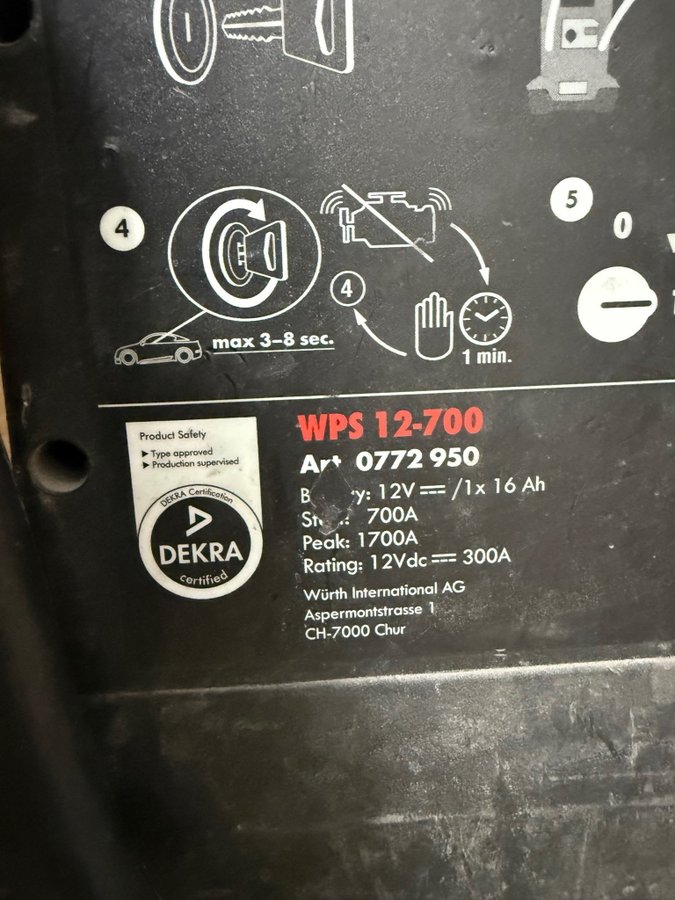 4
max 3–8 sec.
4
1 min.
5
0
Product Safety
▶ Type approved
▶ Production supervised
DEKRA Certification
DEKRA
certified
WPS 12-700
Art 0772 950
12V ⎓ /1x 16 Ah
700A
Peak: 1700A
Rating: 12Vdc ⎓ 300A
Würth International AG
Aspermontstrasse 1
CH-7000 Chur